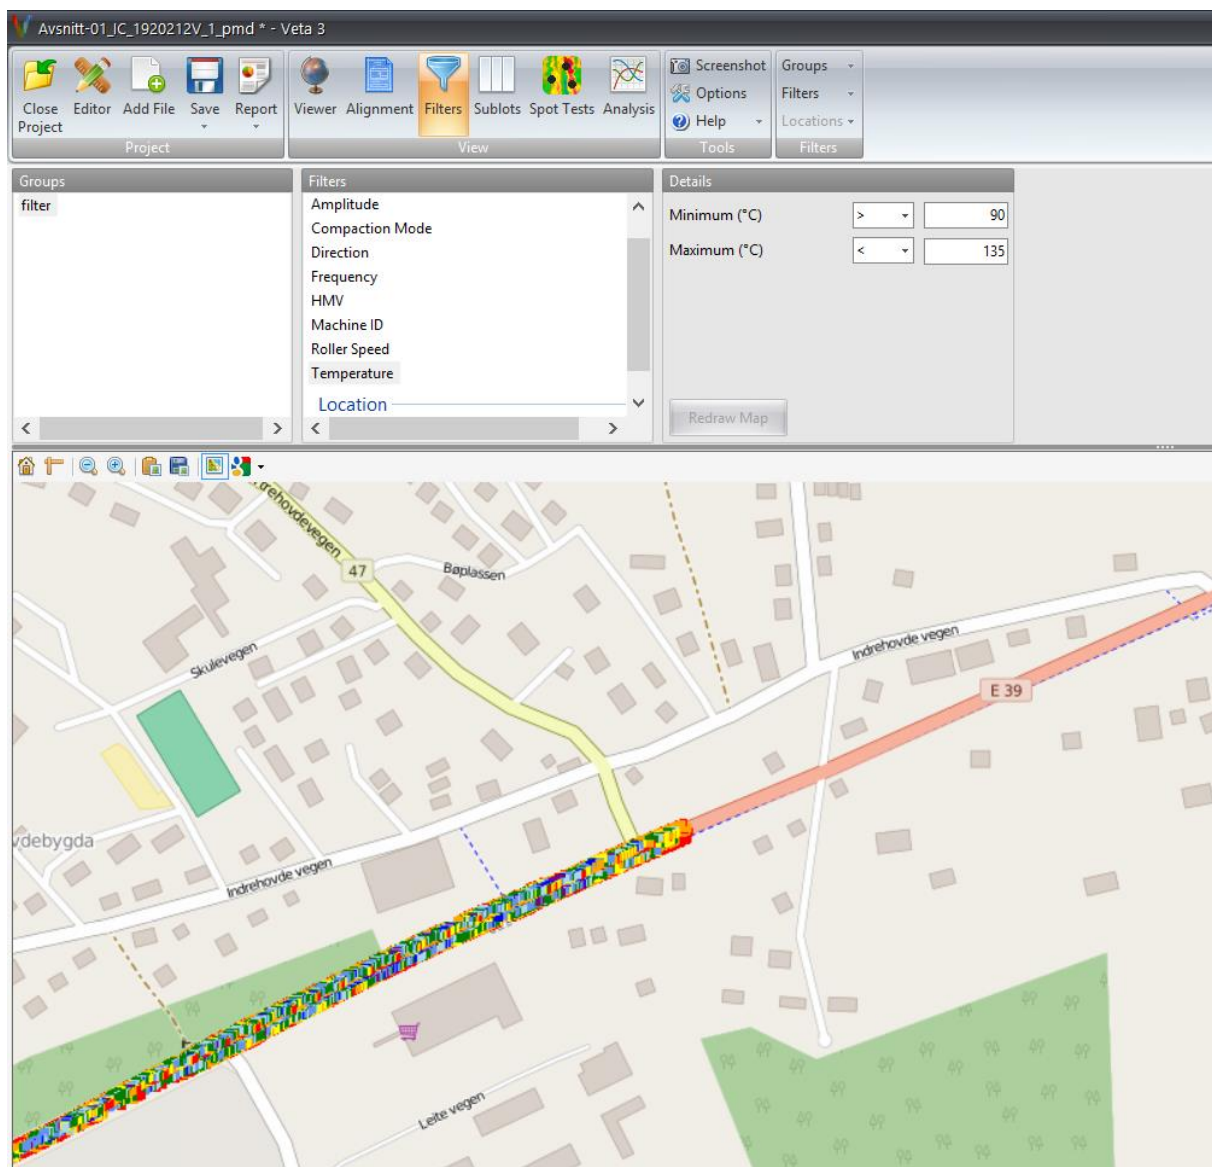 Avsnitt-01_IC_1920212V_1_pmd * - Veta 3
Close Project
Editor
Add File
Save
Report
Viewer
Alignment
Filters
Sublots
Spot Tests
Analysis
Screenshot
Options
Help
Groups
Filters
Locations
Project
View
Tools
Filters
Groups
filter
Filters
Amplitude
Compaction Mode
Direction
Frequency
HMV
Machine ID
Roller Speed
Temperature
Location
Details
Minimum (°C)
>
90
Maximum (°C)
<
135
Redraw Map
trehovdevegen
47
Bøplassen
Skulevegen
Indrehovde vegen
E 39
vdebygda
Indrehovde vegen
Leite vegen